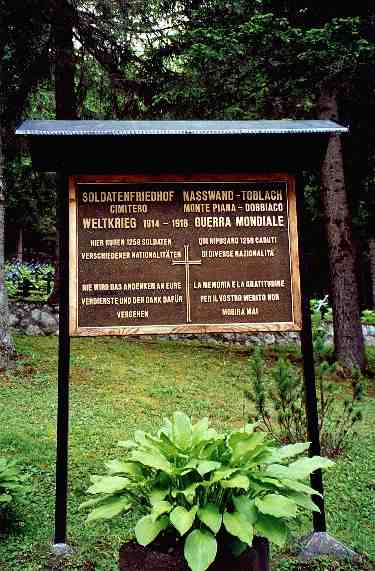 SOLDATENFRIEDHOF NASSWAND - TOBLACH
CIMITERO MONTE PIANA - DOBBIACO
WELTKRIEG 1914 - 1918 GUERRA MONDIALE
HIER RUHEN 1259 SOLDATEN
VERSCHIEDENER NATIONALITÄTEN
QUI RIPOSANO 1259 CADUTI
DI DIVERSE NAZIONALITA'
NIE WIRD DAS ANDENKEN AN EURE
VERDIENSTE UND DER DANK DAFÜR
VERGEHEN
LA MEMORIA E LA GRATITUDINE
PER IL VOSTRO MERITO NON
MORIRA MAI